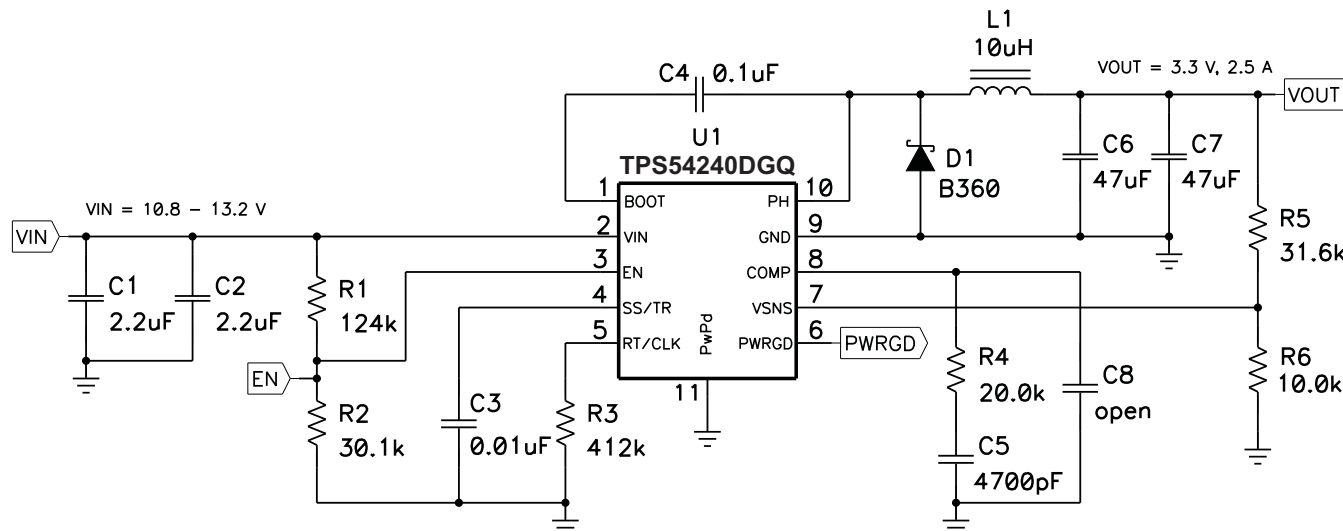 L1
10uH
VOUT = 3.3 V, 2.5 A
C4 0.1uF
VOUT
U1
TPS54240DGQ
C6
47uF
C7
47uF
D1
B360
1 BOOT
PH 10
VIN = 10.8 – 13.2 V
VIN
2 VIN
GND 9
R5
31.6k
3 EN
COMP 8
C1
2.2uF
C2
2.2uF
R1
124k
4 SS/TR
VSNS 7
5 RT/CLK
PWRGD 6
PWRGD
PwPd
11
EN
R2
30.1k
C3
0.01uF
R3
412k
R4
20.0k
C8
open
R6
10.0k
C5
4700pF